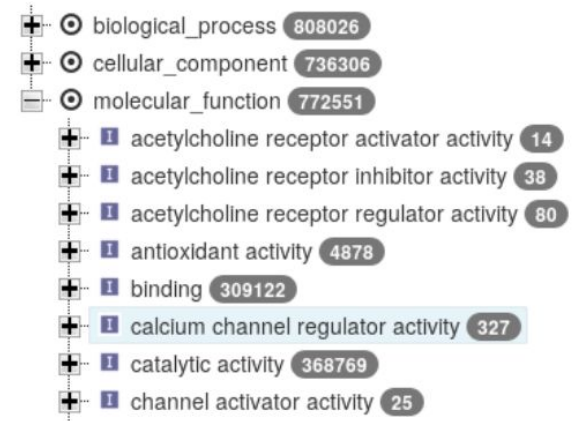 biological_process 808026
cellular_component 736306
molecular_function 772551
I acetylcholine receptor activator activity 14
I acetylcholine receptor inhibitor activity 38
I acetylcholine receptor regulator activity 80
I antioxidant activity 4878
I binding 309122
I calcium channel regulator activity 327
I catalytic activity 368769
I channel activator activity 25